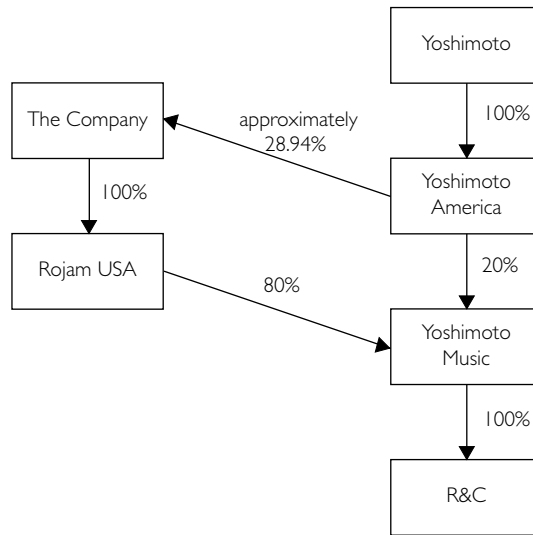 Yoshimoto
100%
The Company
approximately
28.94%
Yoshimoto
America
100%
Rojam USA
80%
20%
Yoshimoto
Music
100%
R&C